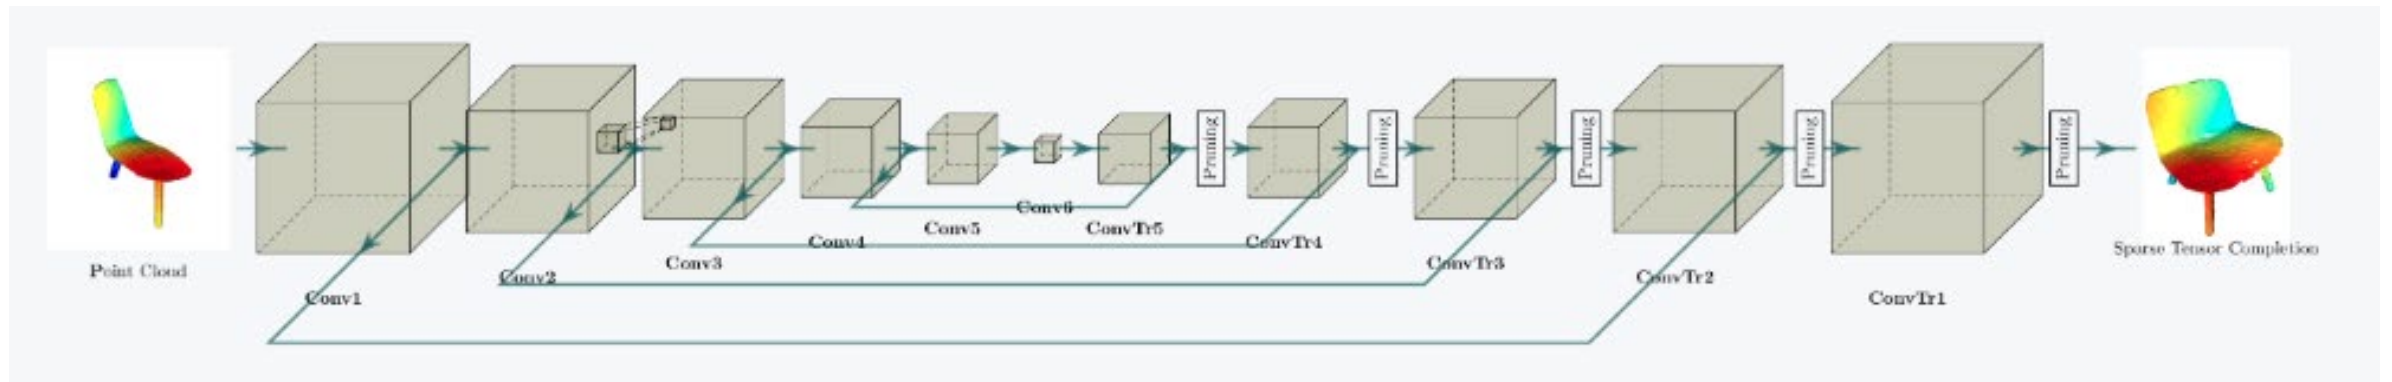 Point Cloud
Conv1
Conv2
Conv3
Conv4
Conv5
Conv6
ConvTr5
Pruning
ConvTr4
Pruning
ConvTr3
Pruning
ConvTr2
Pruning
ConvTr1
Pruning
Sparse Tensor Completion